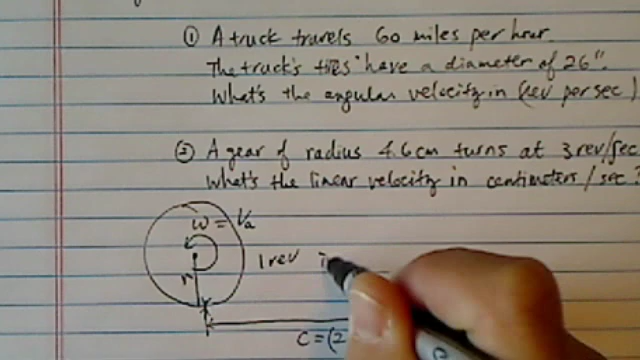 ① A truck travels 60 miles per hour.
The truck's ties have a diameter of 26".
What's the angular velocity in (rev per sec)
② A gear of radius 4.6cm turns at 3 rev/sec
What's the linear velocity in centimeters/sec?
ω = Va
r
1 rev i
C = (2